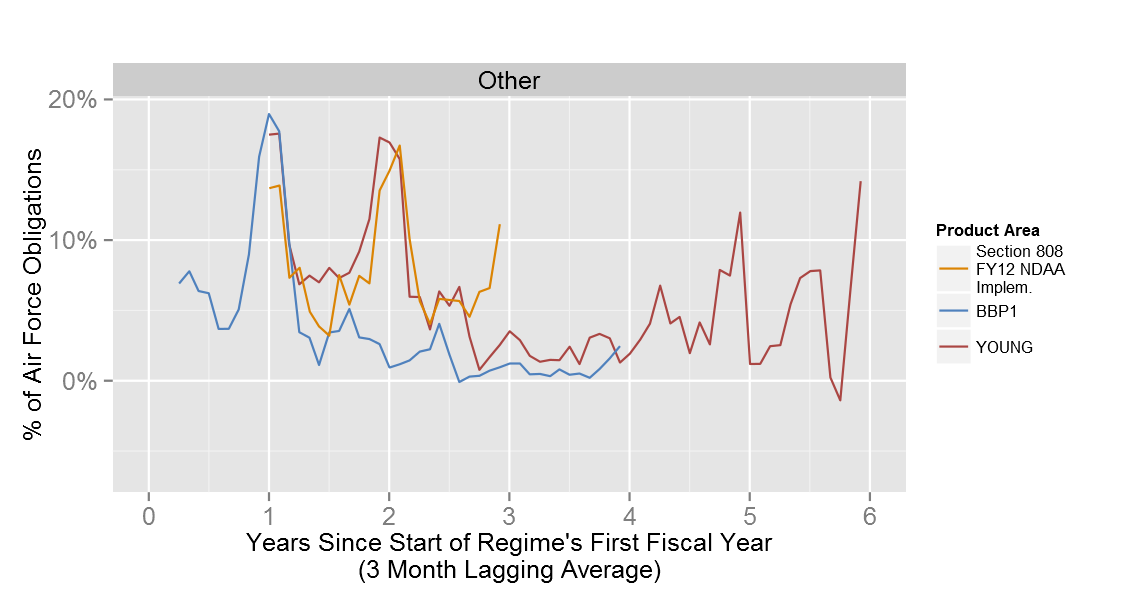 Other
20%
10%
0%
% of Air Force Obligations
0 1 2 3 4 5 6
Years Since Start of Regime's First Fiscal Year
(3 Month Lagging Average)
Product Area
Section 808
FY12 NDAA
Implem.
BBP1
YOUNG